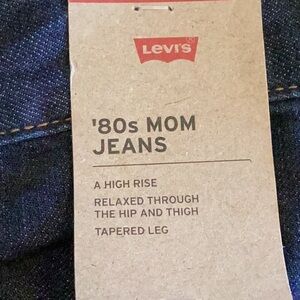 Levi's
'80s MOM
JEANS
A HIGH RISE
RELAXED THROUGH
THE HIP AND THIGH
TAPERED LEG